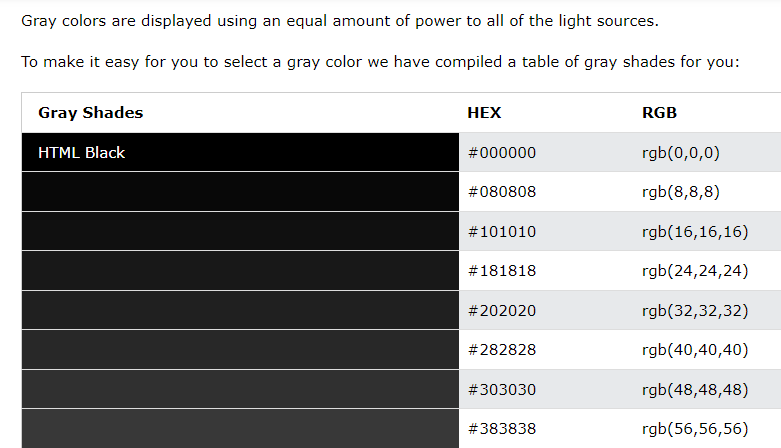 Gray colors are displayed using an equal amount of power to all of the light sources.
To make it easy for you to select a gray color we have compiled a table of gray shades for you:
Gray Shades HEX RGB
HTML Black #000000 rgb(0,0,0)
#080808 rgb(8,8,8)
#101010 rgb(16,16,16)
#181818 rgb(24,24,24)
#202020 rgb(32,32,32)
#282828 rgb(40,40,40)
#303030 rgb(48,48,48)
#383838 rgb(56,56,56)